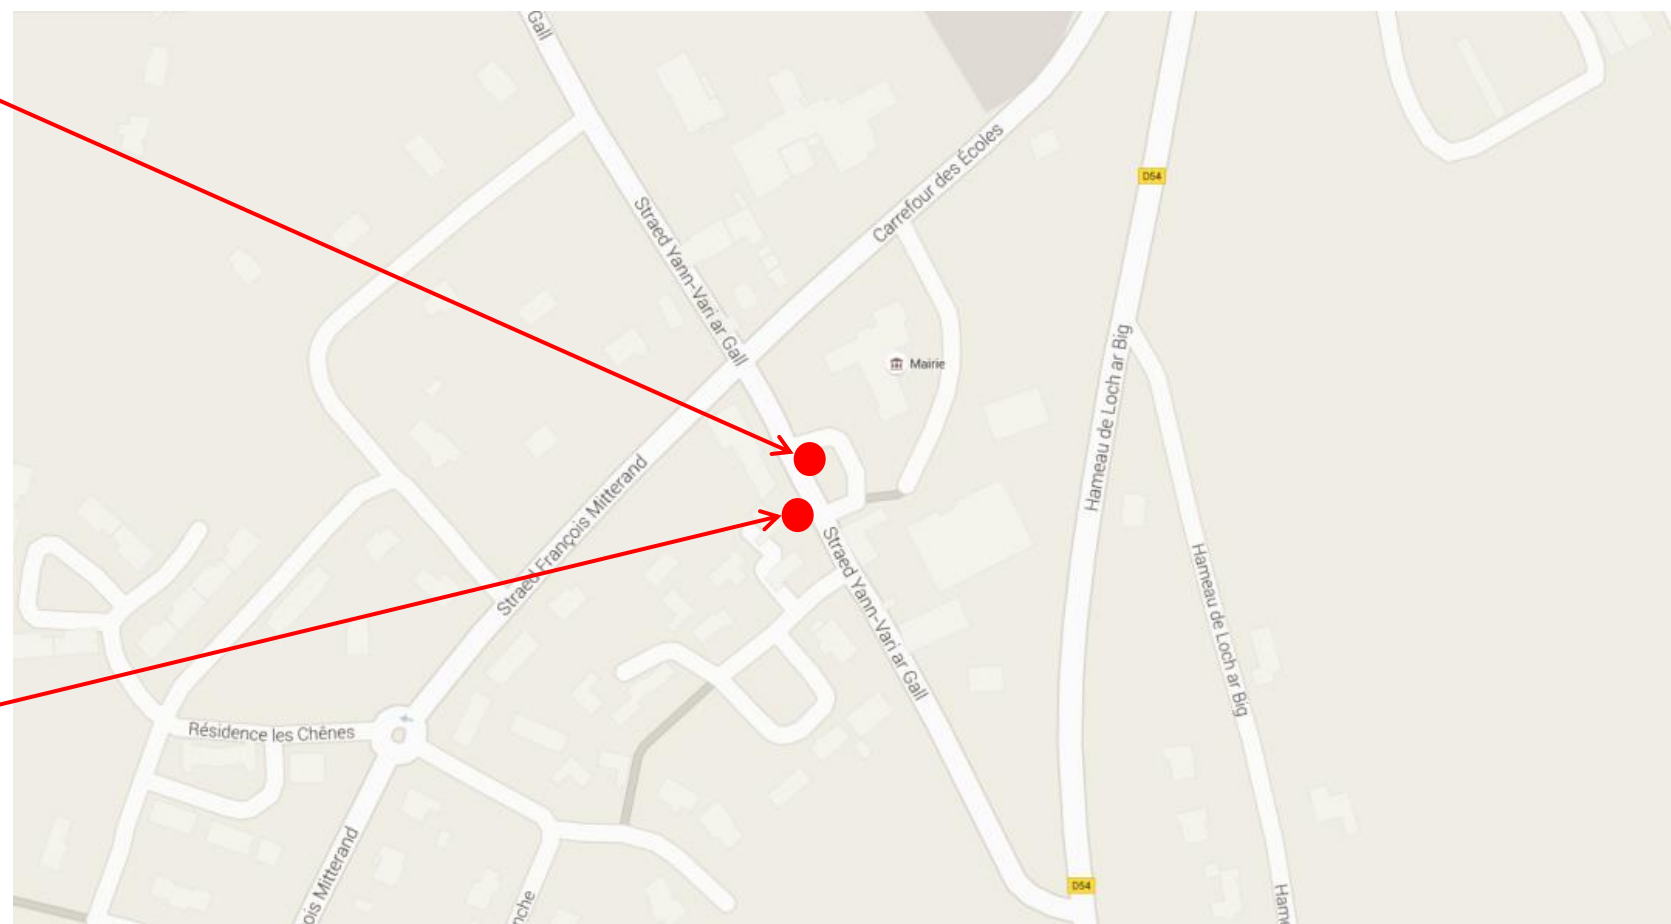 Gall
Carrefour des Écoles
D54
Straed Yann-Vari ar Gall
Mairie
Hameau de Loch ar Big
Straed François Mitterand
Straed Yann-Vari ar Gall
Hameau de Loch ar Big
Résidence les Chênes
ois Mitterand
nche
D54
Hame